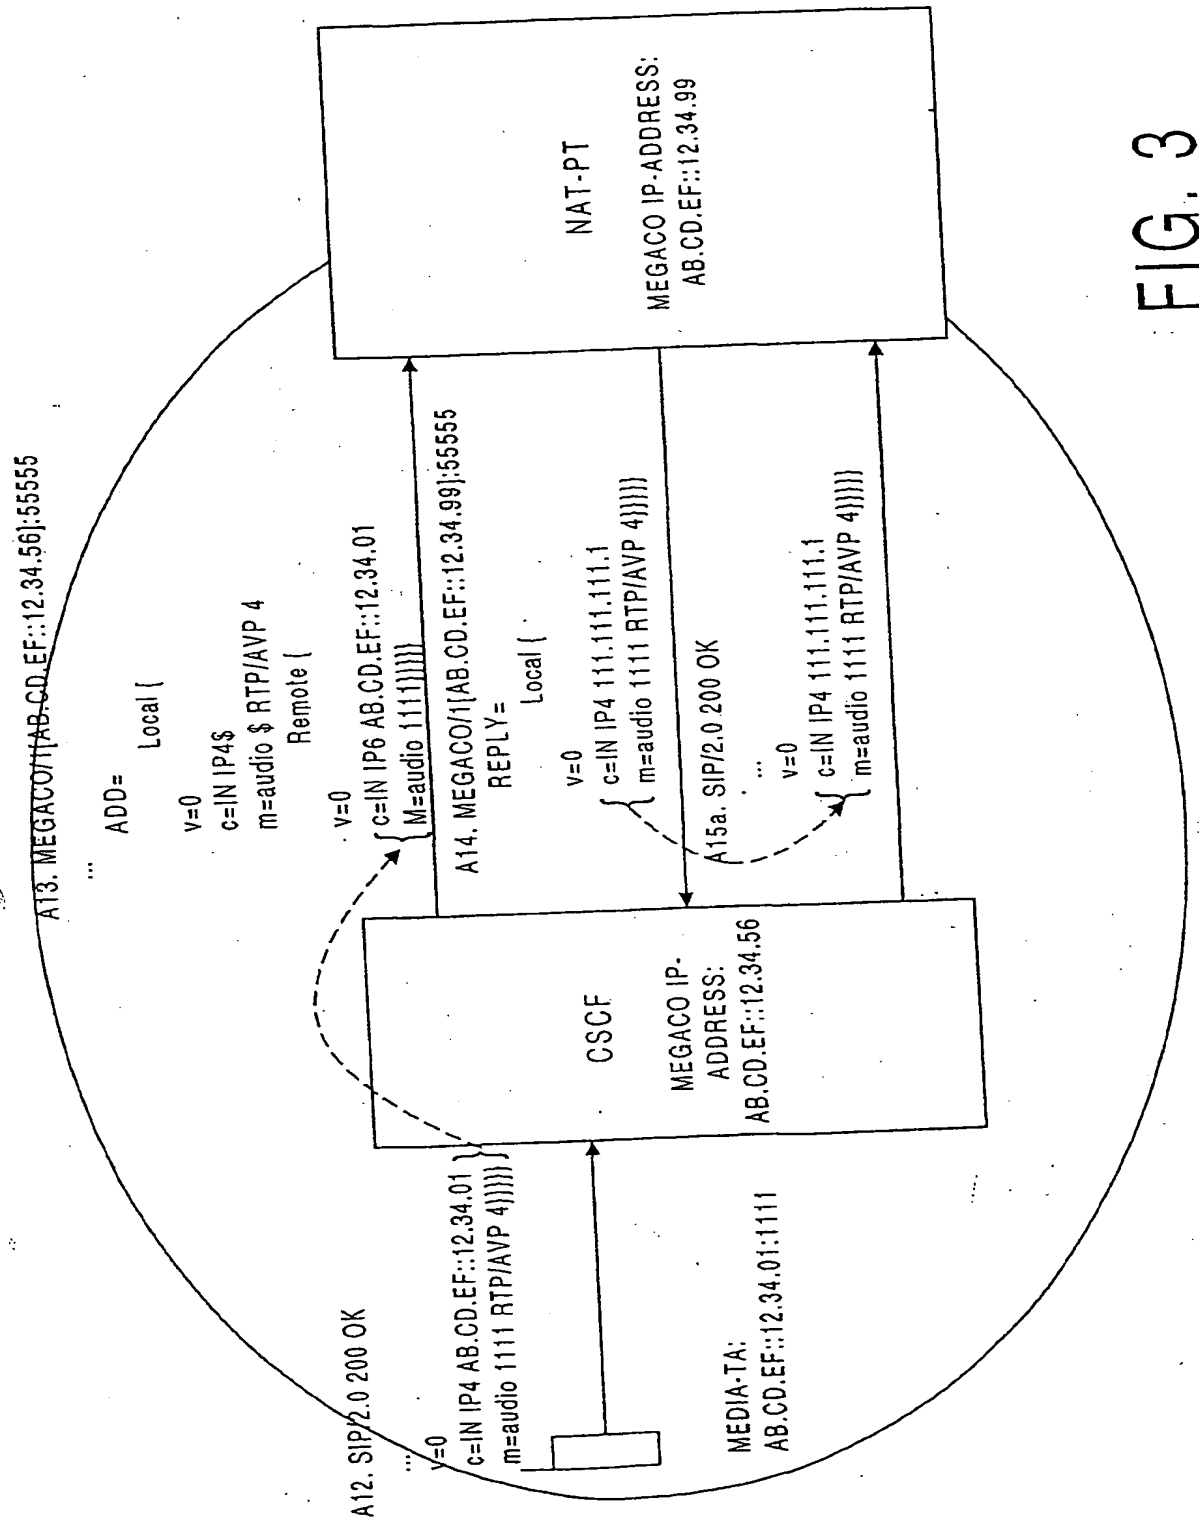 A12. SIP/2.0 200 OK
...
v=0
c=IN IP4 AB.CD.EF::12.34.01
m=audio 1111 RTP/AVP 4}}}}}
MEDIA-TA:
AB.CD.EF::12.34.01:1111
CSCF
MEGACO IP-
ADDRESS:
AB.CD.EF::12.34.56
A13. MEGACO/1[AB.CD.EF::12.34.56]:55555
...
ADD=
Local {
v=0
c=IN IP4$
m=audio $ RTP/AVP 4
Remote {
v=0
c=IN IP6 AB.CD.EF::12.34.01
M=audio 1111}}}}}
A14. MEGACO/1[AB.CD.EF::12.34.99]:55555
REPLY=
Local {
v=0
c=IN IP4 111.111.111.1
m=audio 1111 RTP/AVP 4}}}}}
A15a. SIP/2.0 200 OK
...
v=0
c=IN IP4 111.111.111.1
m=audio 1111 RTP/AVP 4}}}}}
NAT-PT
MEGACO IP-ADDRESS:
AB.CD.EF::12.34.99
FIG. 3